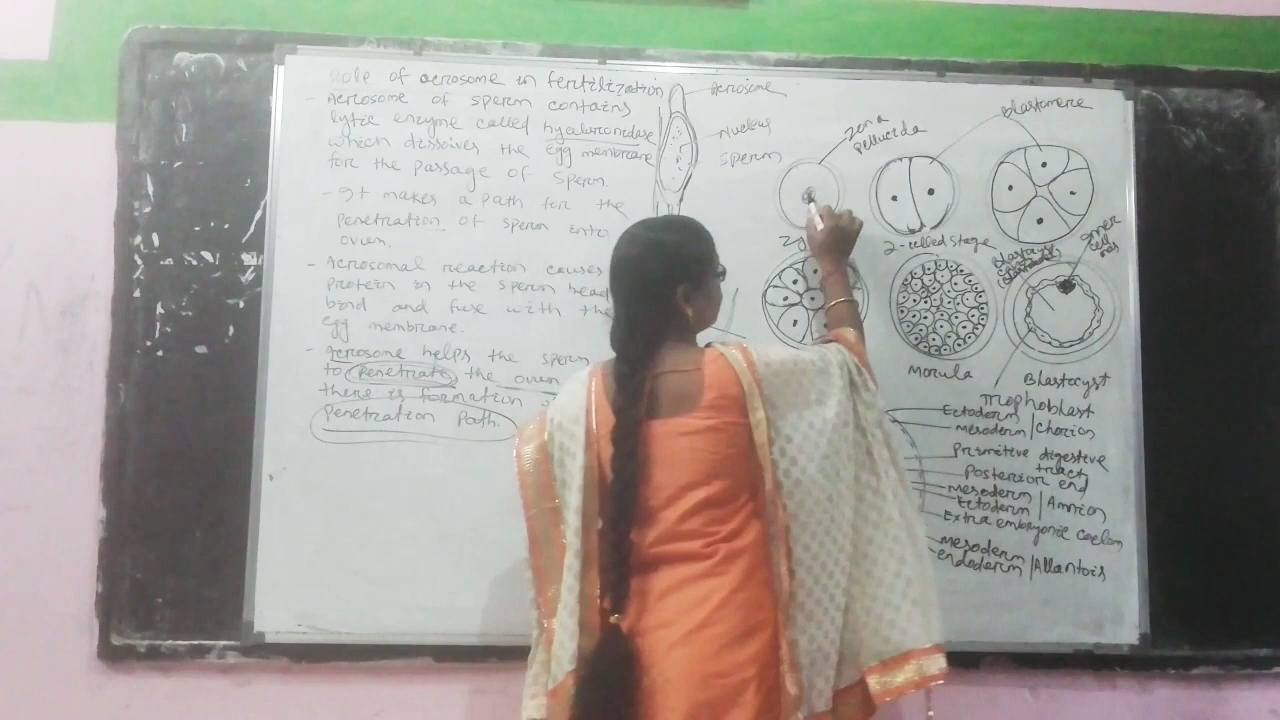 Role of acrosome in fertilization
- Acrosome of sperm contains
lytic enzyme called hyaluronidase
which dissolves the egg membrane
for the passage of sperm.
- It makes a path for the
penetration of sperm into
ovum.
- Acrosomal reaction causes
protein in the sperm head
bind and fuse with the
egg membrane.
- Acrosome helps the sperm
to penetrate the ovum
there is formation
Penetration Path.
Acrosome
Nucleus
Sperm
Zona
pellucida
Blastomere
2-celled stage
Inner
cell
mas
Morula
Blastocyst
Trophoblast
Ectoderm
Mesoderm/Chorion
Primitive digestive
tract
Posterior end
Mesoderm/Amnion
Ectoderm
Extra embryonic coelom
mesoderm
endoderm/Allantois